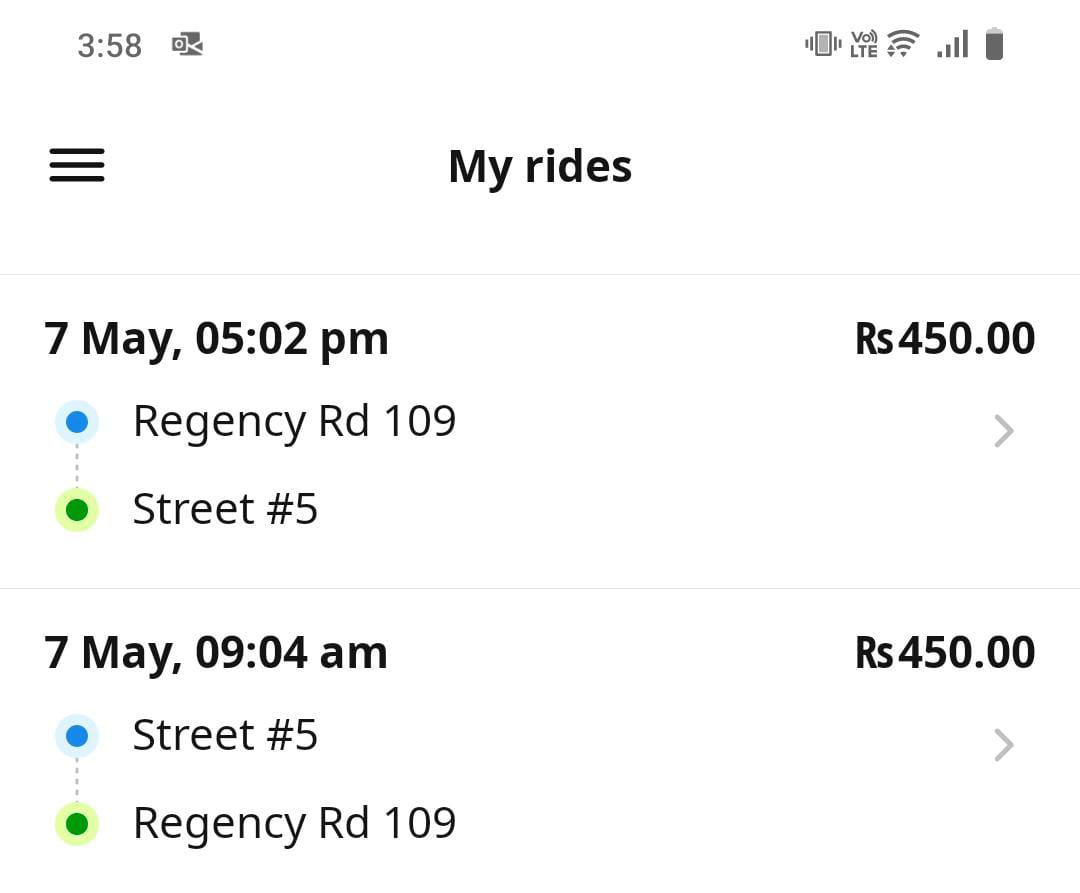 3:58
Vo) LTE
My rides
7 May, 05:02 pm ₨450.00
Regency Rd 109
Street #5
7 May, 09:04 am ₨450.00
Street #5
Regency Rd 109